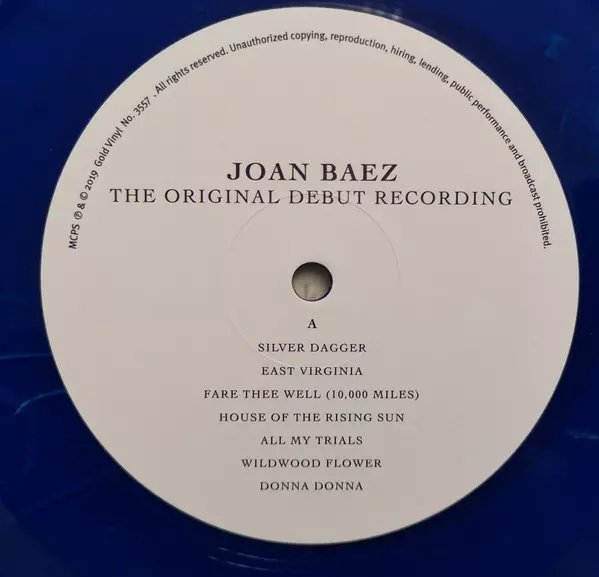 MCPS ℗ & © 2019 Gold Vinyl No. 3557 . All rights reserved. Unauthorized copying, reproduction, hiring, lending, public performance and broadcast prohibited.
JOAN BAEZ
THE ORIGINAL DEBUT RECORDING
A
SILVER DAGGER
EAST VIRGINIA
FARE THEE WELL (10,000 MILES)
HOUSE OF THE RISING SUN
ALL MY TRIALS
WILDWOOD FLOWER
DONNA DONNA